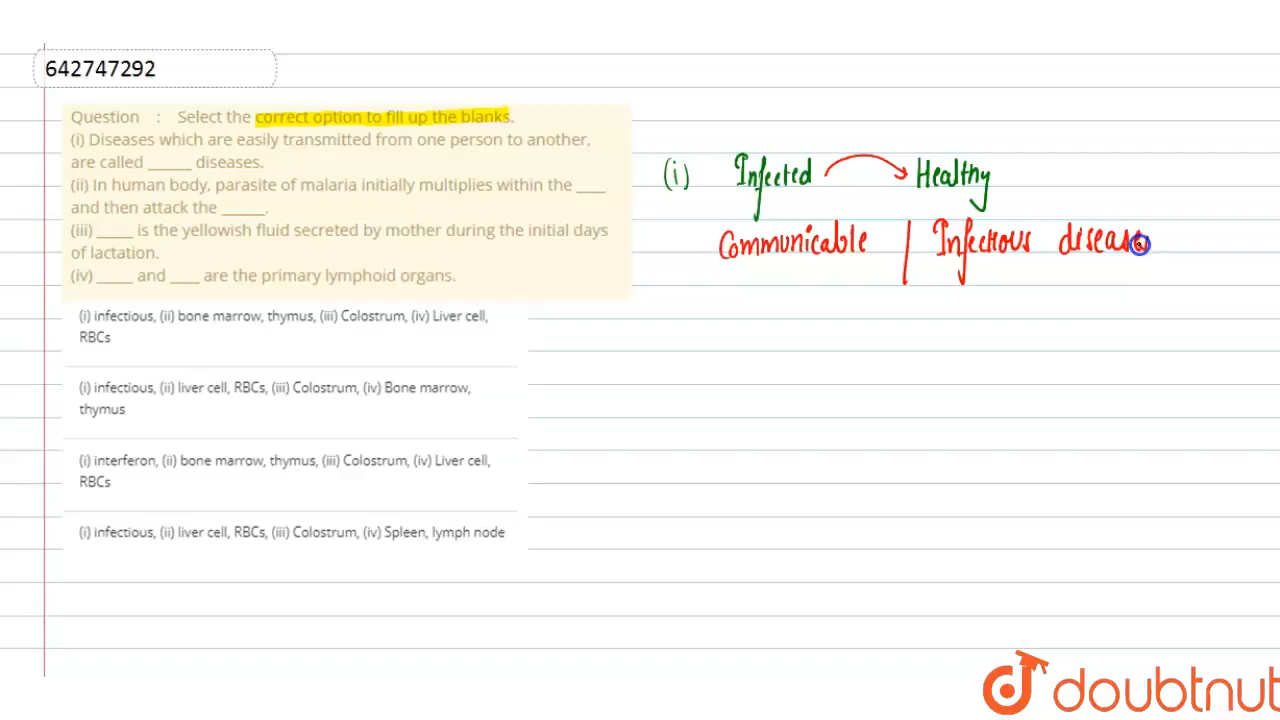 642747292
Question : Select the correct option to fill up the blanks.
(i) Diseases which are easily transmitted from one person to another,
are called ______ diseases.
(ii) In human body, parasite of malaria initially multiplies within the ____
and then attack the ______.
(iii) _____ is the yellowish fluid secreted by mother during the initial days
of lactation.
(iv) _____ and ____ are the primary lymphoid organs.
(i) infectious, (ii) bone marrow, thymus, (iii) Colostrum, (iv) Liver cell,
RBCs
(i) infectious, (ii) liver cell, RBCs, (iii) Colostrum, (iv) Bone marrow,
thymus
(i) interferon, (ii) bone marrow, thymus, (iii) Colostrum, (iv) Liver cell,
RBCs
(i) infectious, (ii) liver cell, RBCs, (iii) Colostrum, (iv) Spleen, lymph node
(i) Infected Healthy
Communicable | Infectious
doubtnut